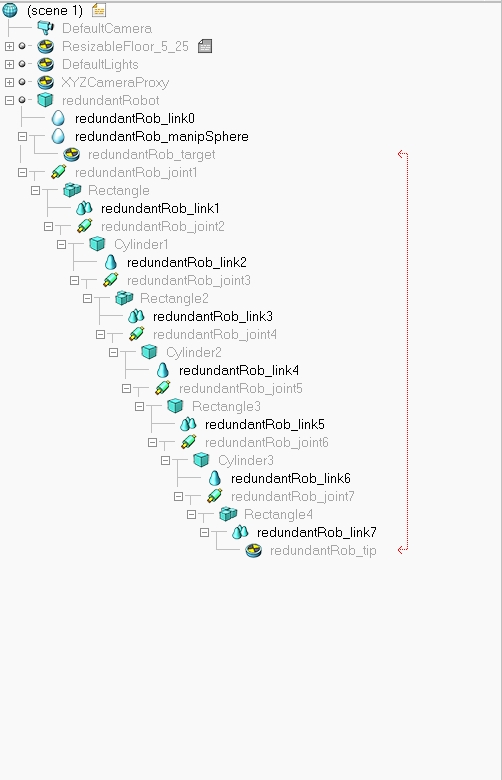 (scene 1)
DefaultCamera
ResizableFloor_5_25
DefaultLights
XYZCameraProxy
redundantRobot
redundantRob_link0
redundantRob_manipSphere
redundantRob_target
redundantRob_joint1
Rectangle
redundantRob_link1
redundantRob_joint2
Cylinder1
redundantRob_link2
redundantRob_joint3
Rectangle2
redundantRob_link3
redundantRob_joint4
Cylinder2
redundantRob_link4
redundantRob_joint5
Rectangle3
redundantRob_link5
redundantRob_joint6
Cylinder3
redundantRob_link6
redundantRob_joint7
Rectangle4
redundantRob_link7
redundantRob_tip